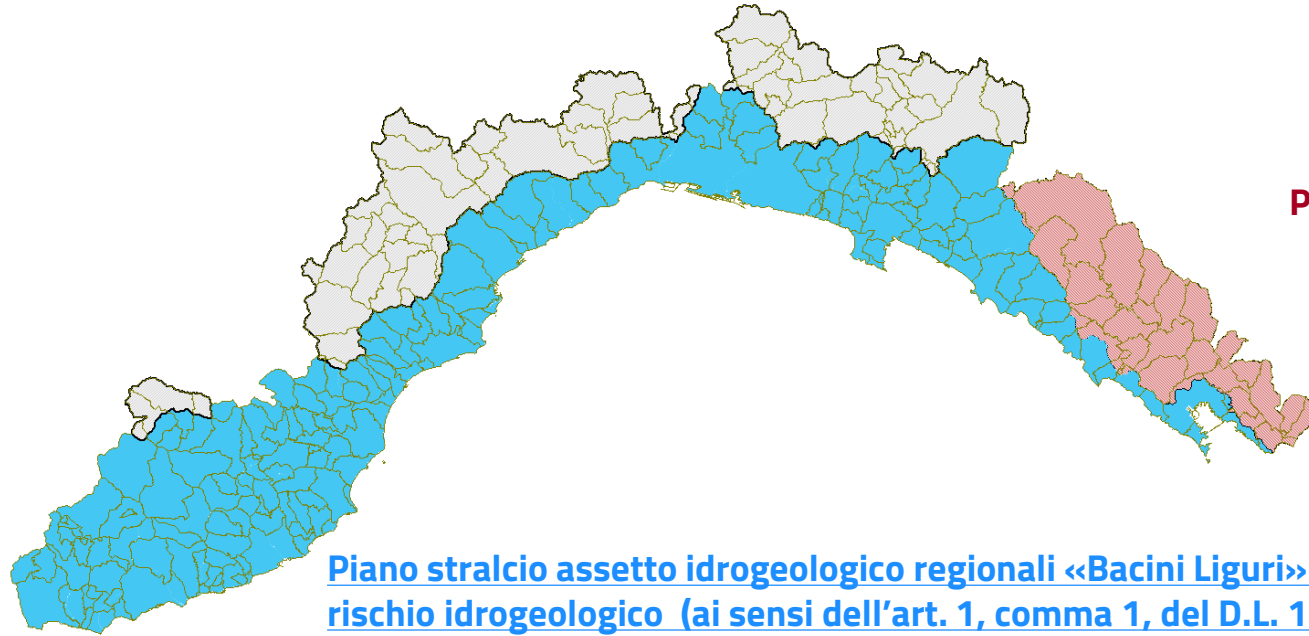 P
Piano stralcio assetto idrogeologico regionali «Bacini Liguri»
rischio idrogeologico (ai sensi dell’art. 1, comma 1, del D.L. 1